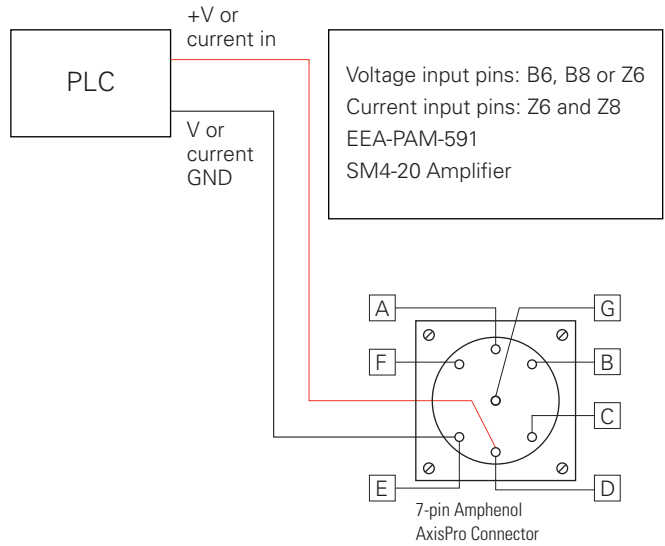 +V or
current in
PLC
V or
current
GND
Voltage input pins: B6, B8 or Z6
Current input pins: Z6 and Z8
EEA-PAM-591
SM4-20 Amplifier
A
G
F
B
C
E
D
7-pin Amphenol
AxisPro Connector